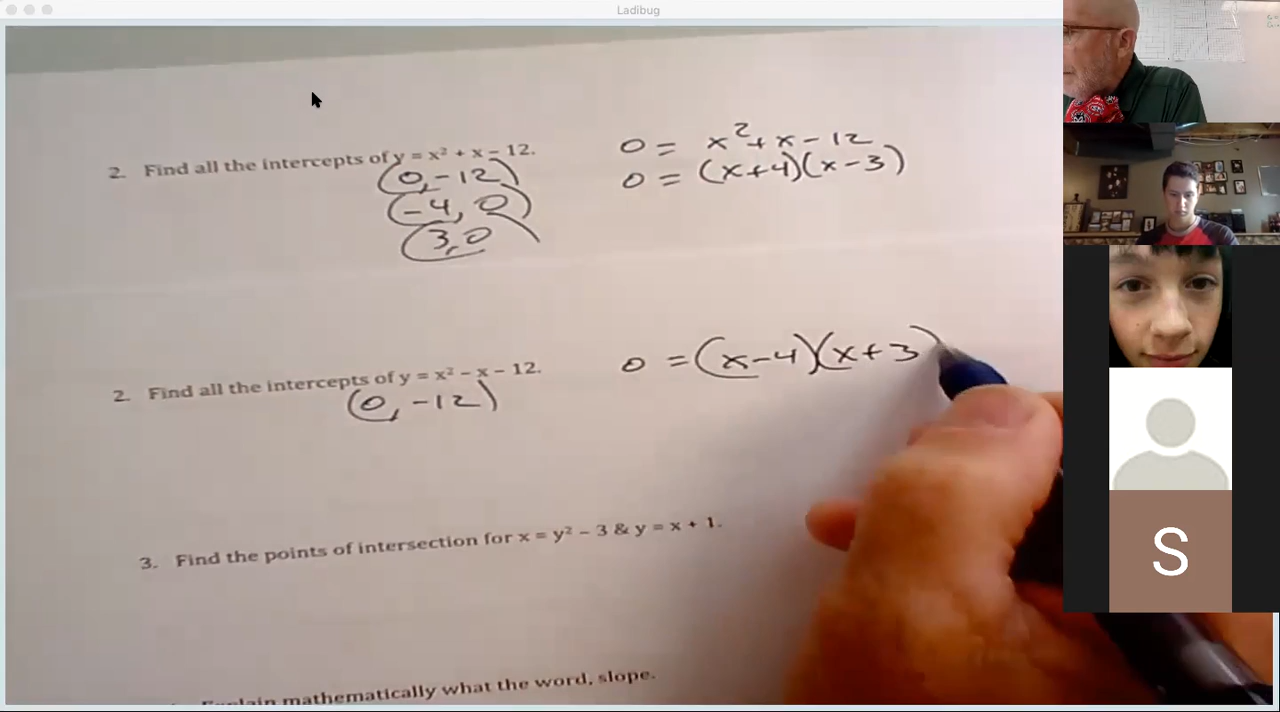 Ladibug
2. Find all the intercepts of y = x² + x – 12.
(0, -12)
(-4, 0)
(3, 0)
0 = x² + x - 12
0 = (x+4)(x-3)
2. Find all the intercepts of y = x² – x – 12.
(0, -12)
0 = (x-4)(x+3)
3. Find the points of intersection for x = y² – 3 & y = x + 1.
Explain mathematically what the word, slope.
S